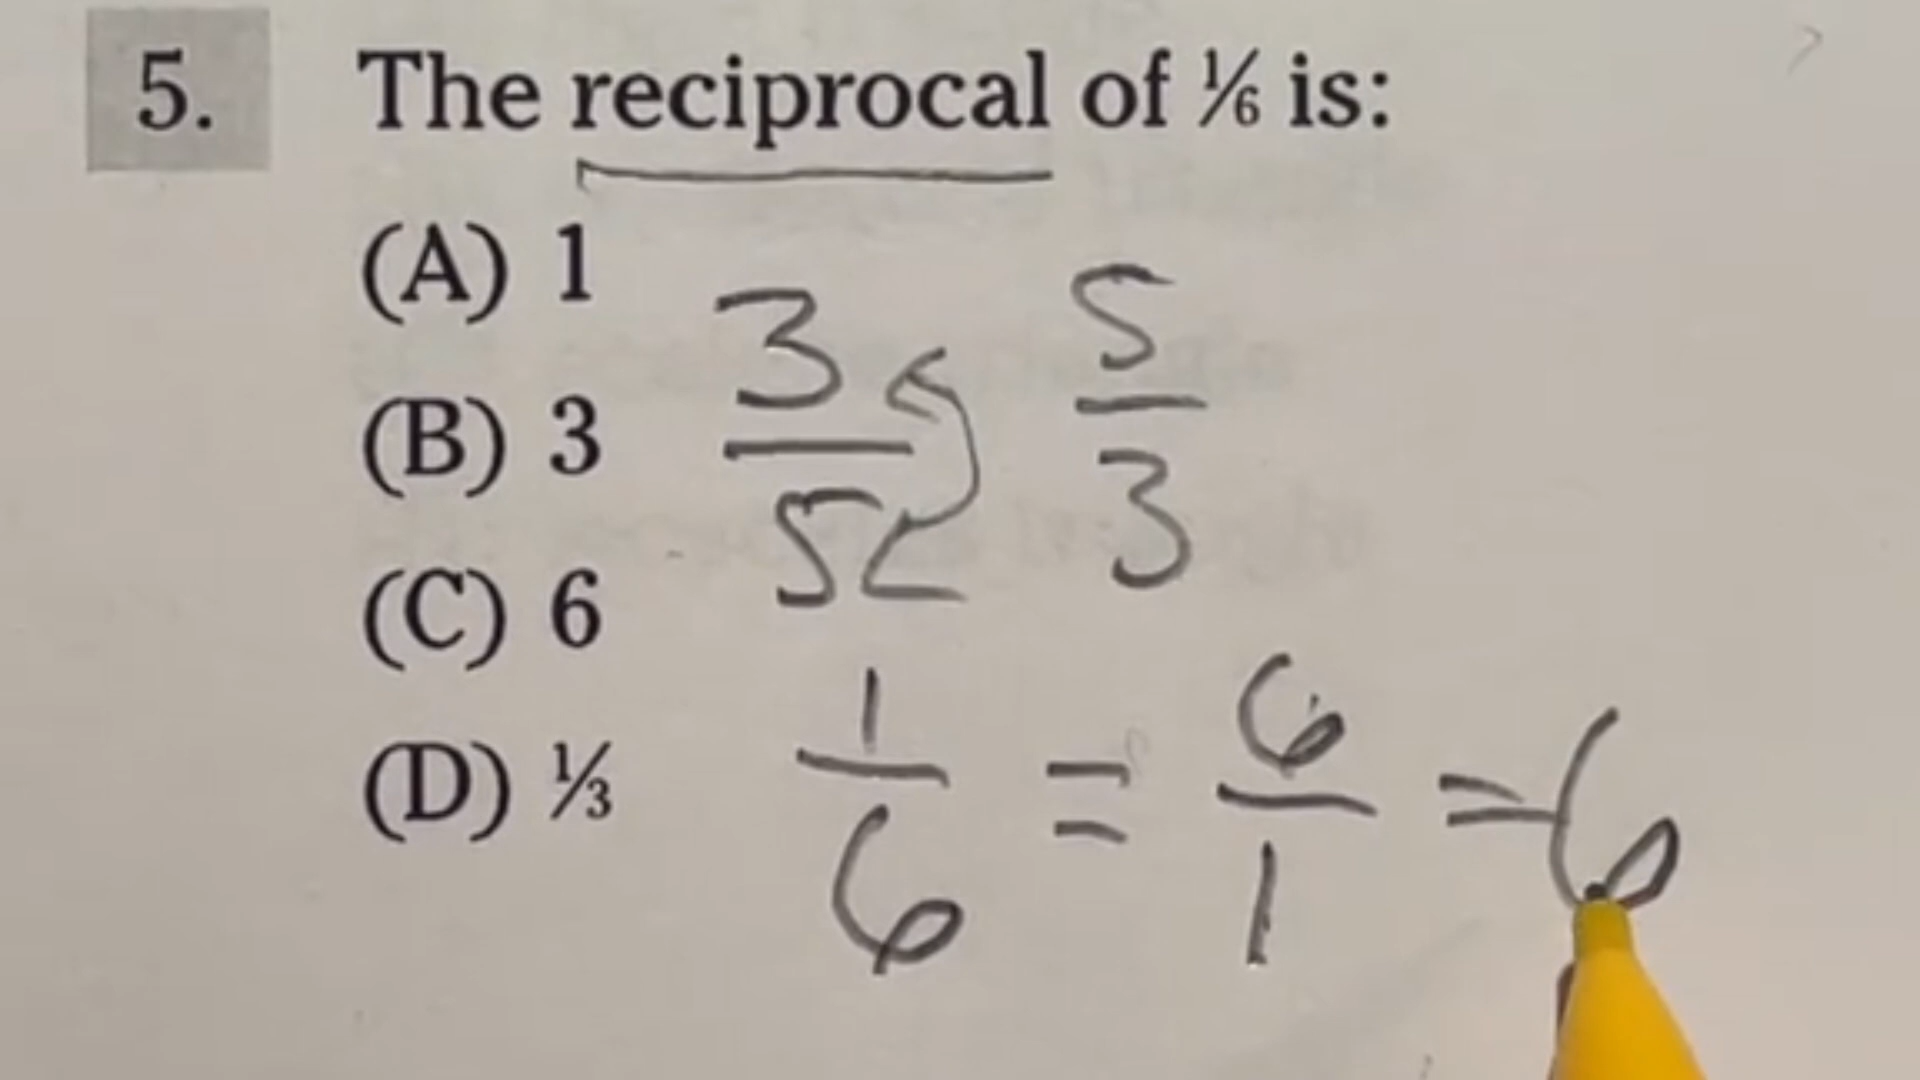 5. The reciprocal of ⅙ is:
(A) 1
(B) 3
(C) 6
(D) ⅓
3/5 5/3
1/6 = 6/1 = 6